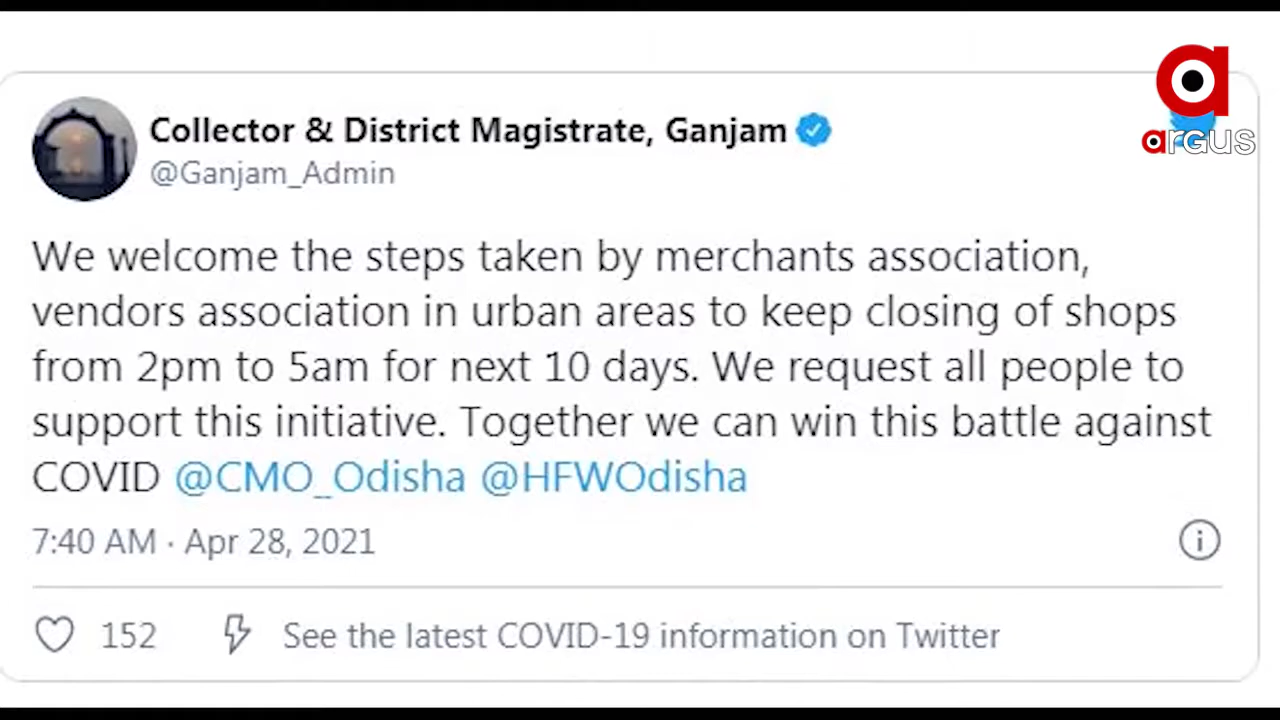 Collector & District Magistrate, Ganjam
@Ganjam_Admin
argus
We welcome the steps taken by merchants association,
vendors association in urban areas to keep closing of shops
from 2pm to 5am for next 10 days. We request all people to
support this initiative. Together we can win this battle against
COVID @CMO_Odisha @HFWOdisha
7:40 AM · Apr 28, 2021
152
See the latest COVID-19 information on Twitter